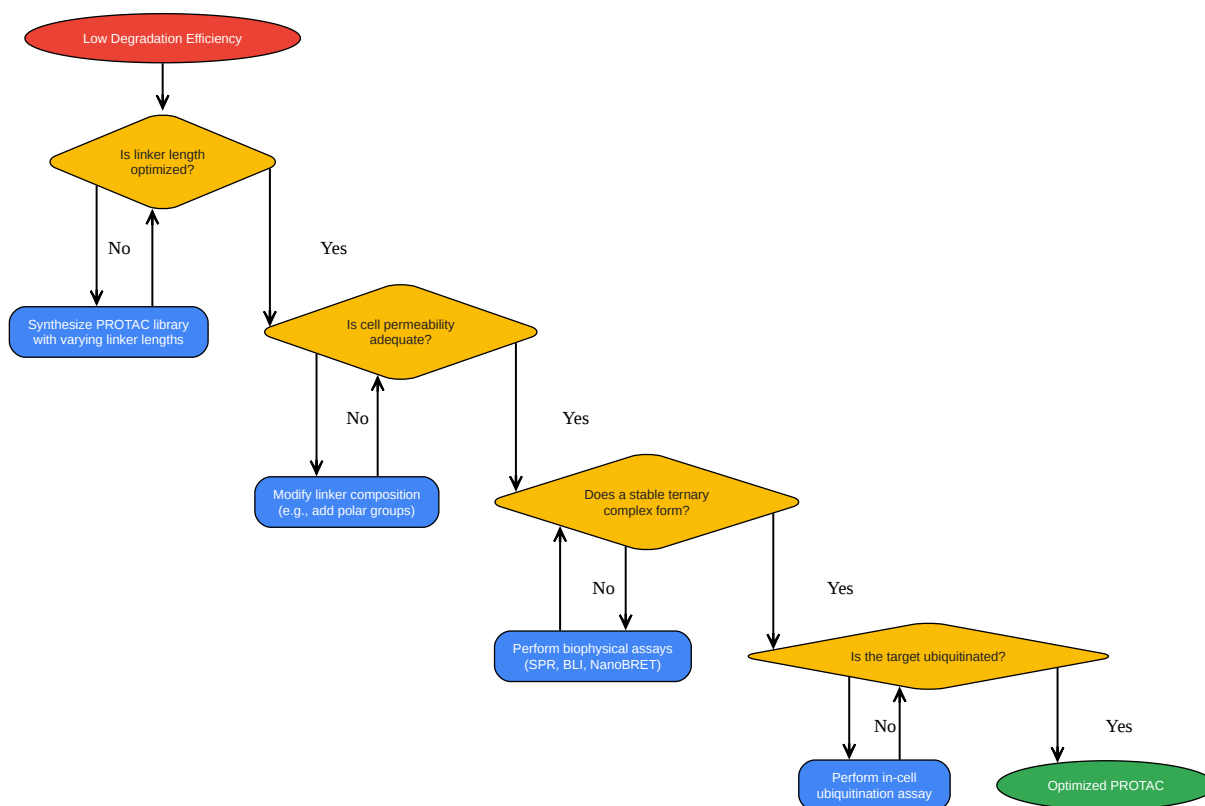 Low Degradation Efficiency
Is linker length
optimized?
No
Yes
Synthesize PROTAC library
with varying linker lengths
Is cell permeability
adequate?
No
Yes
Modify linker composition
(e.g., add polar groups)
Does a stable ternary
complex form?
No
Yes
Perform biophysical assays
(SPR, BLI, NanoBRET)
Is the target ubiquitinated?
No
Yes
Perform in-cell
ubiquitination assay
Optimized PROTAC